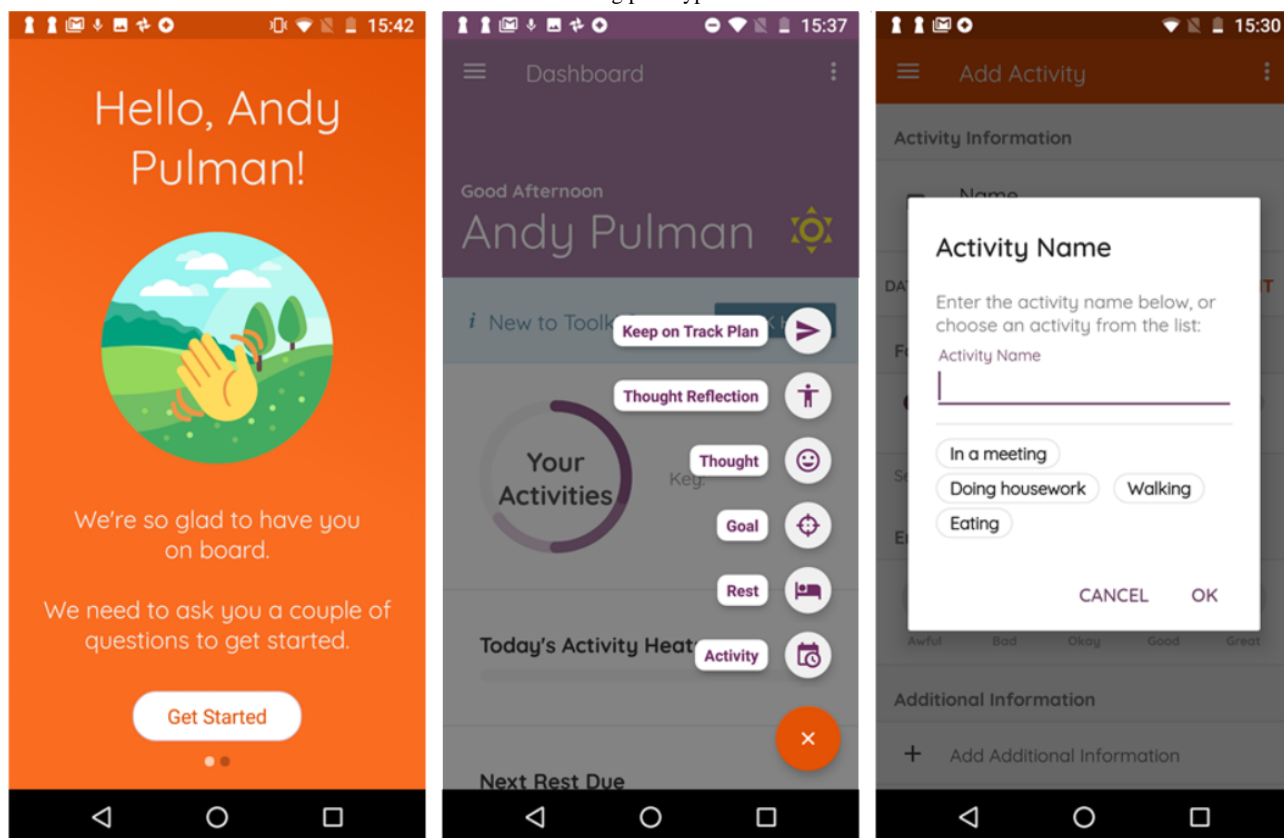 15:42
Hello, Andy
Pulman!
We're so glad to have you
on board.
We need to ask you a couple of
questions to get started.
Get Started
15:37
Dashboard
Good Afternoon
Andy Pulman
i New to
Keep on Track Plan
Thought Reflection
Your
Activities
Key:
Thought
Goal
Rest
Today's Activity
Activity
Next Rest Due
15:30
Add Activity
Activity Information
Name
Activity Name
Enter the activity name below, or
choose an activity from the list:
Activity Name
In a meeting
Doing housework
Walking
Eating
CANCEL
OK
Awful
Bad
Okay
Good
Great
Additional Information
+ Add Additional Information